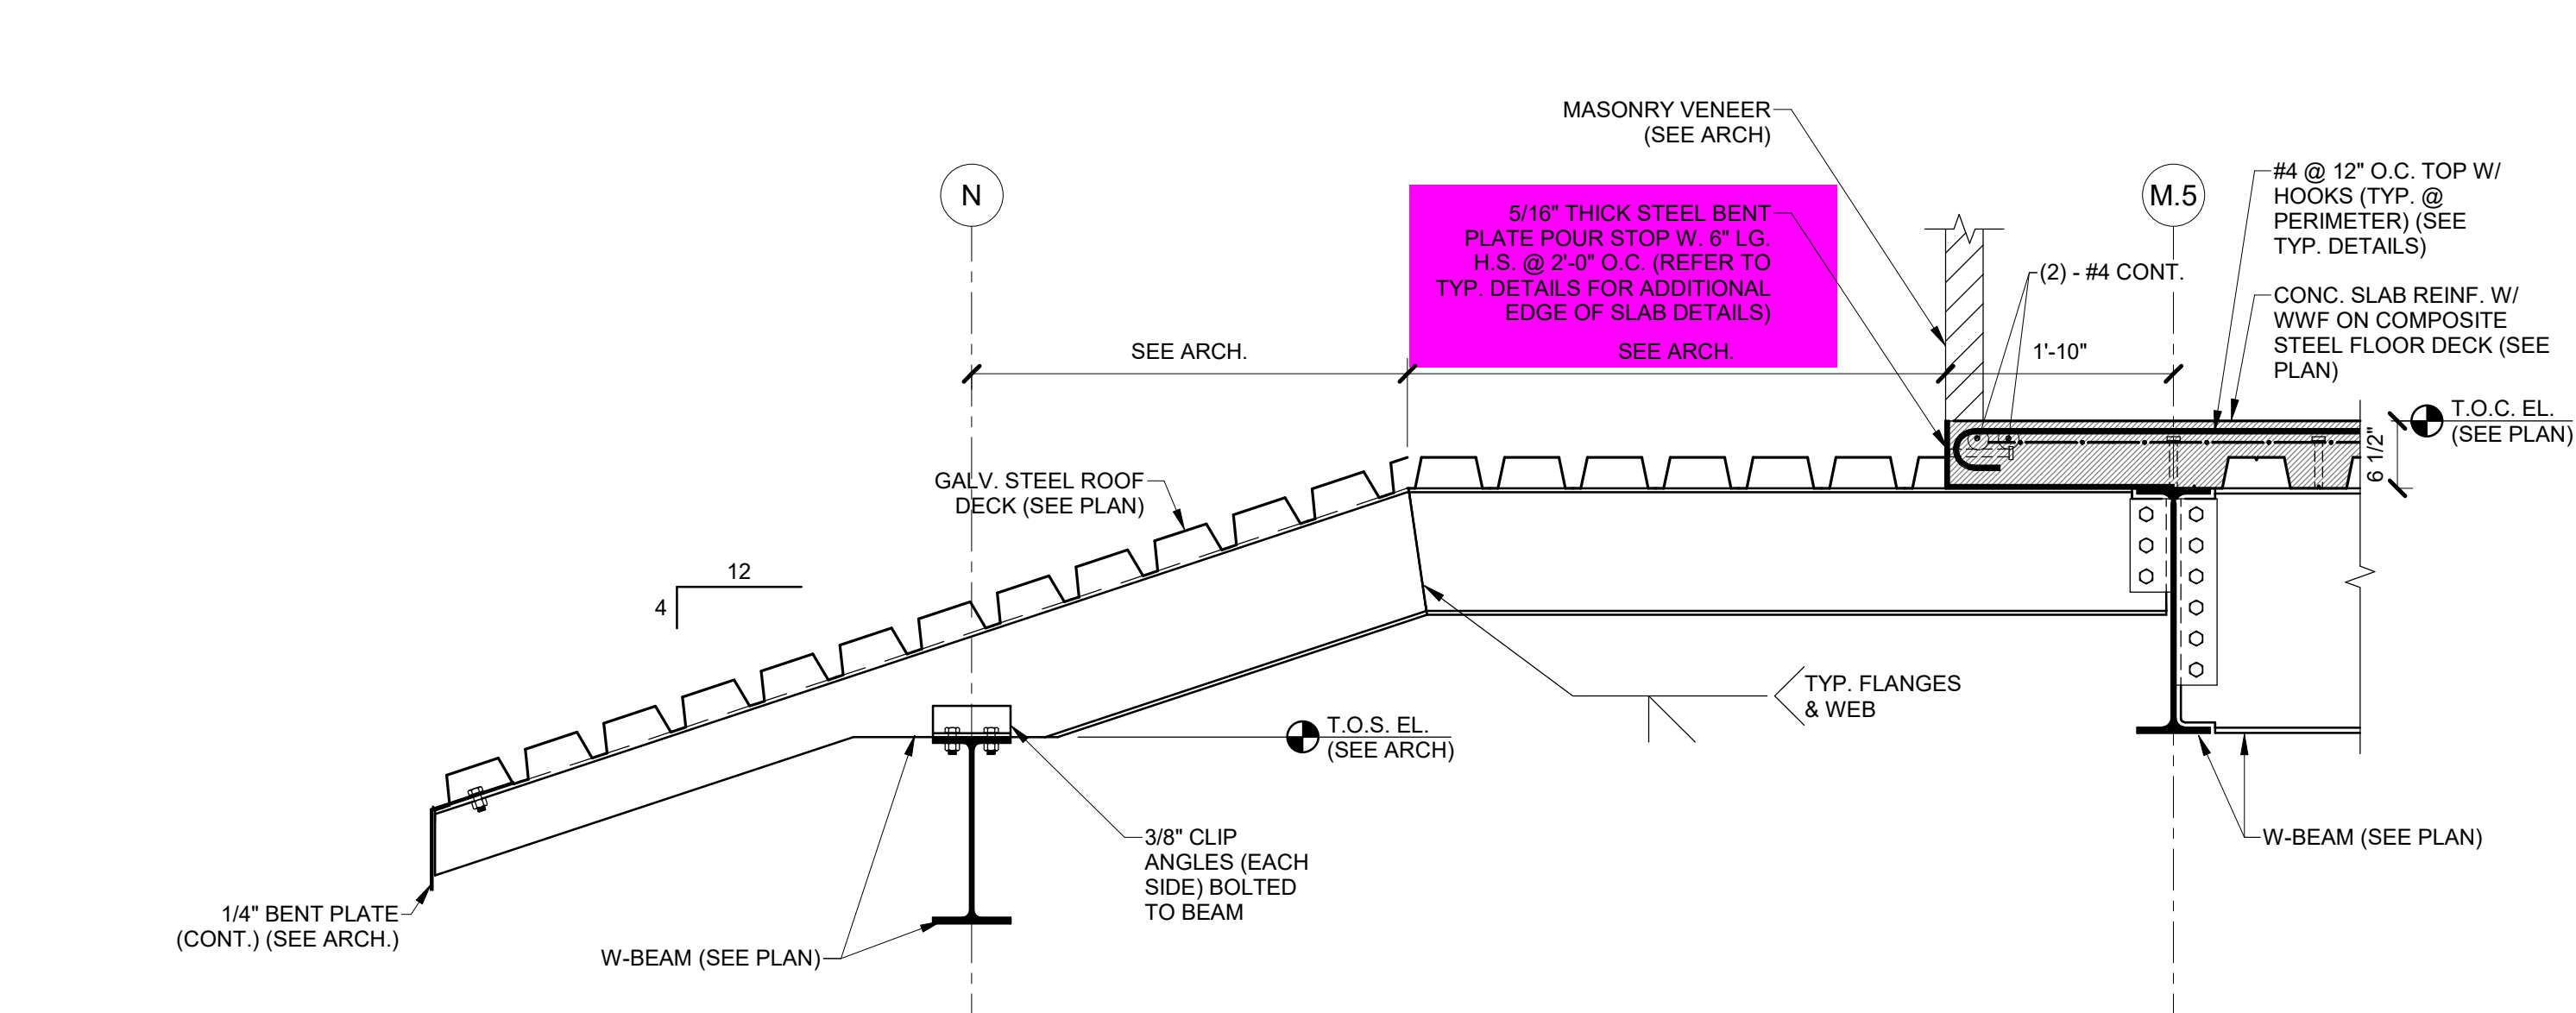 MASONRY VENEER
(SEE ARCH)
N
5/16" THICK STEEL BENT
PLATE POUR STOP W. 6" LG.
H.S. @ 2'-0" O.C. (REFER TO
TYP. DETAILS FOR ADDITIONAL
EDGE OF SLAB DETAILS)
M.5
#4 @ 12" O.C. TOP W/
HOOKS (TYP. @
PERIMETER) (SEE
TYP. DETAILS)
(2) - #4 CONT.
CONC. SLAB REINF. W/
WWF ON COMPOSITE
STEEL FLOOR DECK (SEE
PLAN)
SEE ARCH.
SEE ARCH.
1'-10"
T.O.C. EL.
(SEE PLAN)
6 1/2"
GALV. STEEL ROOF
DECK (SEE PLAN)
12
4
TYP. FLANGES
& WEB
T.O.S. EL.
(SEE ARCH)
3/8" CLIP
ANGLES (EACH
SIDE) BOLTED
TO BEAM
W-BEAM (SEE PLAN)
1/4" BENT PLATE
(CONT.) (SEE ARCH.)
W-BEAM (SEE PLAN)